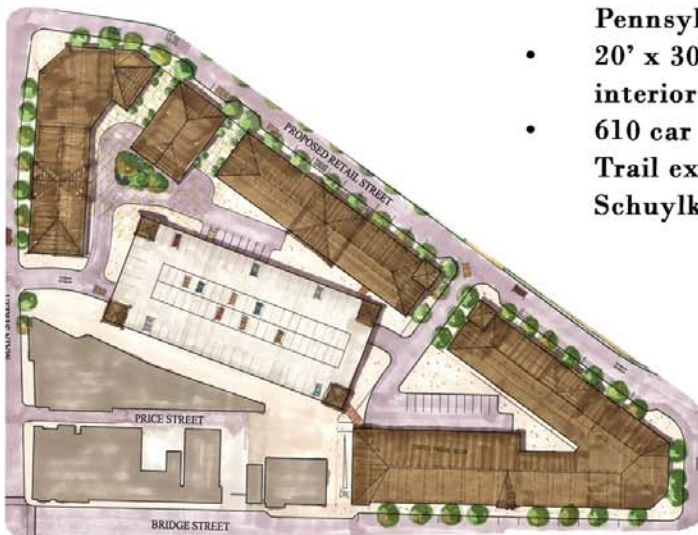 Pennsyl
• 20' x 30
interior
• 610 car
Trail ex
Schuylk
PROPOSED RETAIL STREET
MAIN STREET
PRICE STREET
BRIDGE STREET